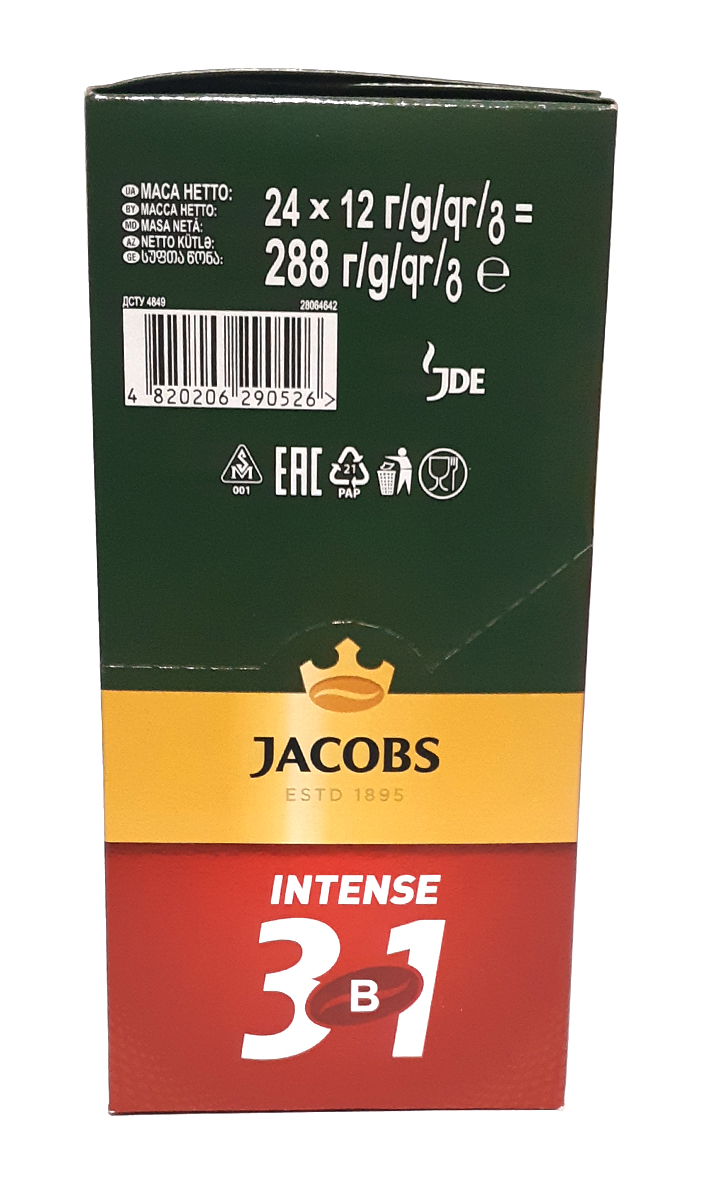 UA МАСА НЕТТО:
BY МАССА НЕТТО:
MD MASA NETĂ:
AZ NETTO KÜTLƏ:
GE ᲡᲣᲤᲗᲐ ᲬᲝᲜᲐ:
24 × 12 г/g/qr/გ =
288 г/g/qr/გ ℮
ДСТУ 4849 28064642
4 820206 290526 >
JDE
001
EAC
21
PAP
JACOBS
ESTD 1895
INTENSE
3 в 1